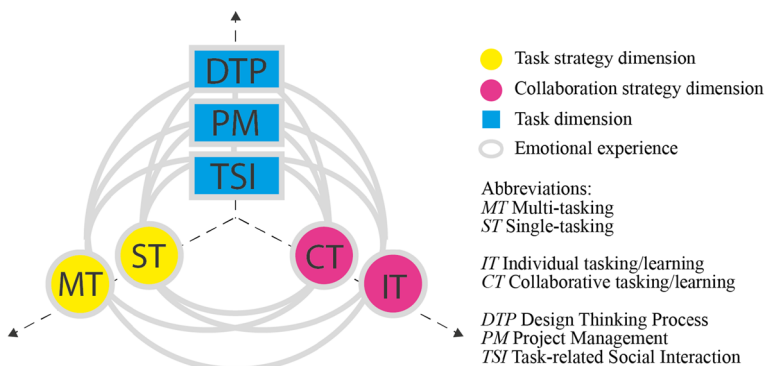 DTP
PM
TSI
ST
MT
CT
IT
Task strategy dimension
Collaboration strategy dimension
Task dimension
Emotional experience
Abbreviations:
MT Multi-tasking
ST Single-tasking
IT Individual tasking/learning
CT Collaborative tasking/learning
DTP Design Thinking Process
PM Project Management
TSI Task-related Social Interaction